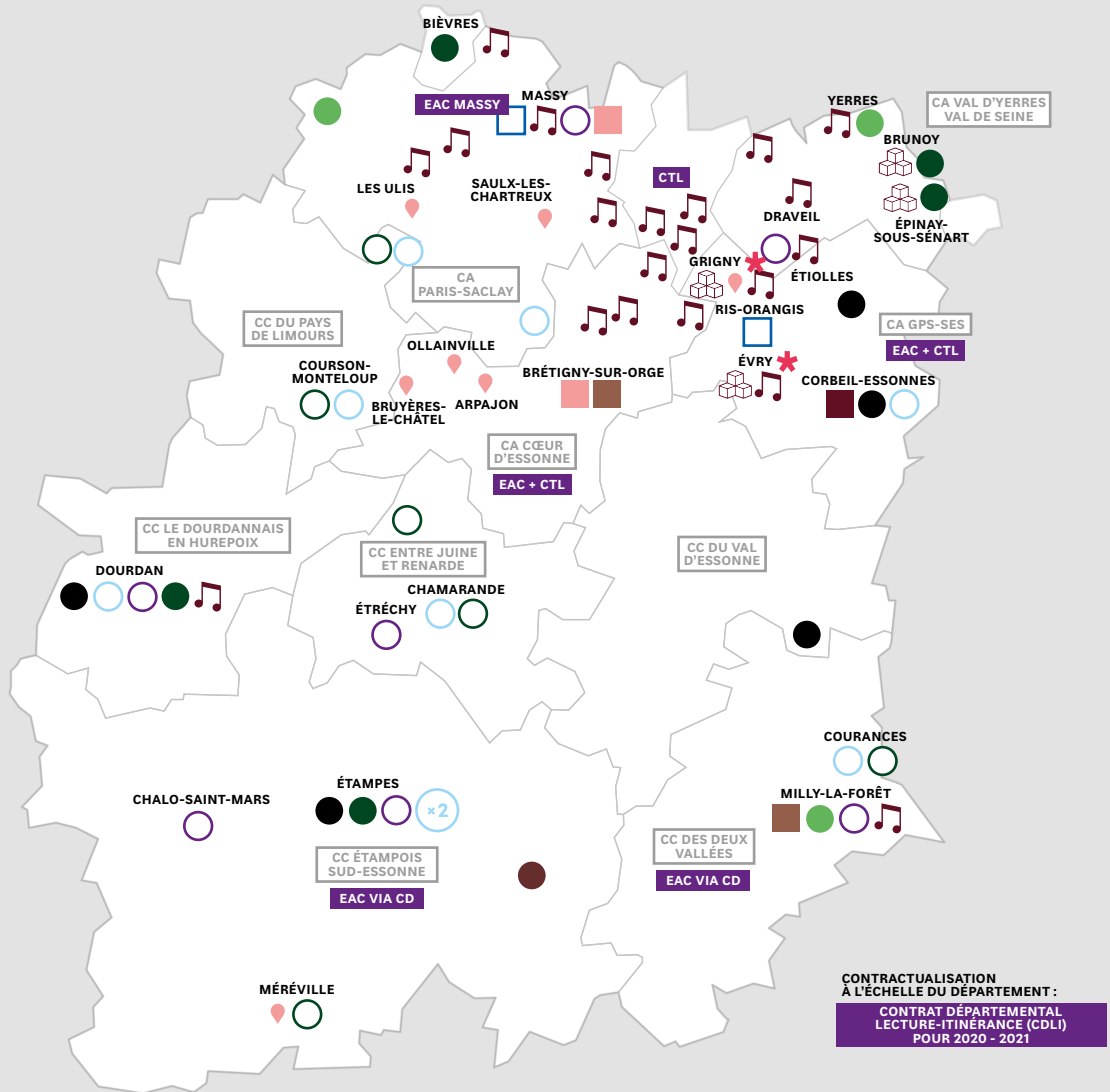 BIÈVRES
EAC MASSY
MASSY
YERRES
CA VAL D'YERRES
VAL DE SEINE
BRUNOY
CTL
LES ULIS
SAULX-LES-
CHARTREUX
DRAVEIL
ÉPINAY-
SOUS-SÉNART
GRIGNY
ÉTIOLLES
CA
PARIS-SACLAY
CC DU PAYS
DE LIMOURS
RIS-ORANGIS
CA GPS-SES
EAC + CTL
OLLAINVILLE
COURSON-
MONTELOUP
BRÉTIGNY-SUR-ORGE
ÉVRY
CORBEIL-ESSONNES
BRUYÈRES-
LE-CHÂTEL
ARPAJON
CA CŒUR
D'ESSONNE
EAC + CTL
CC LE DOURDANNAIS
EN HUREPOIX
CC ENTRE JUINE
ET RENARDE
CC DU VAL
D'ESSONNE
DOURDAN
CHAMARANDE
ÉTRÉCHY
COURANCES
ÉTAMPES
×2
CHALO-SAINT-MARS
MILLY-LA-FORÊT
CC ÉTAMPOIS
SUD-ESSONNE
EAC VIA CD
CC DES DEUX
VALLÉES
EAC VIA CD
MÉRÉVILLE
CONTRACTUALISATION
À L'ÉCHELLE DU DÉPARTEMENT :
CONTRAT DÉPARTEMENTAL
LECTURE-ITINÉRANCE (CDLI)
POUR 2020 - 2021